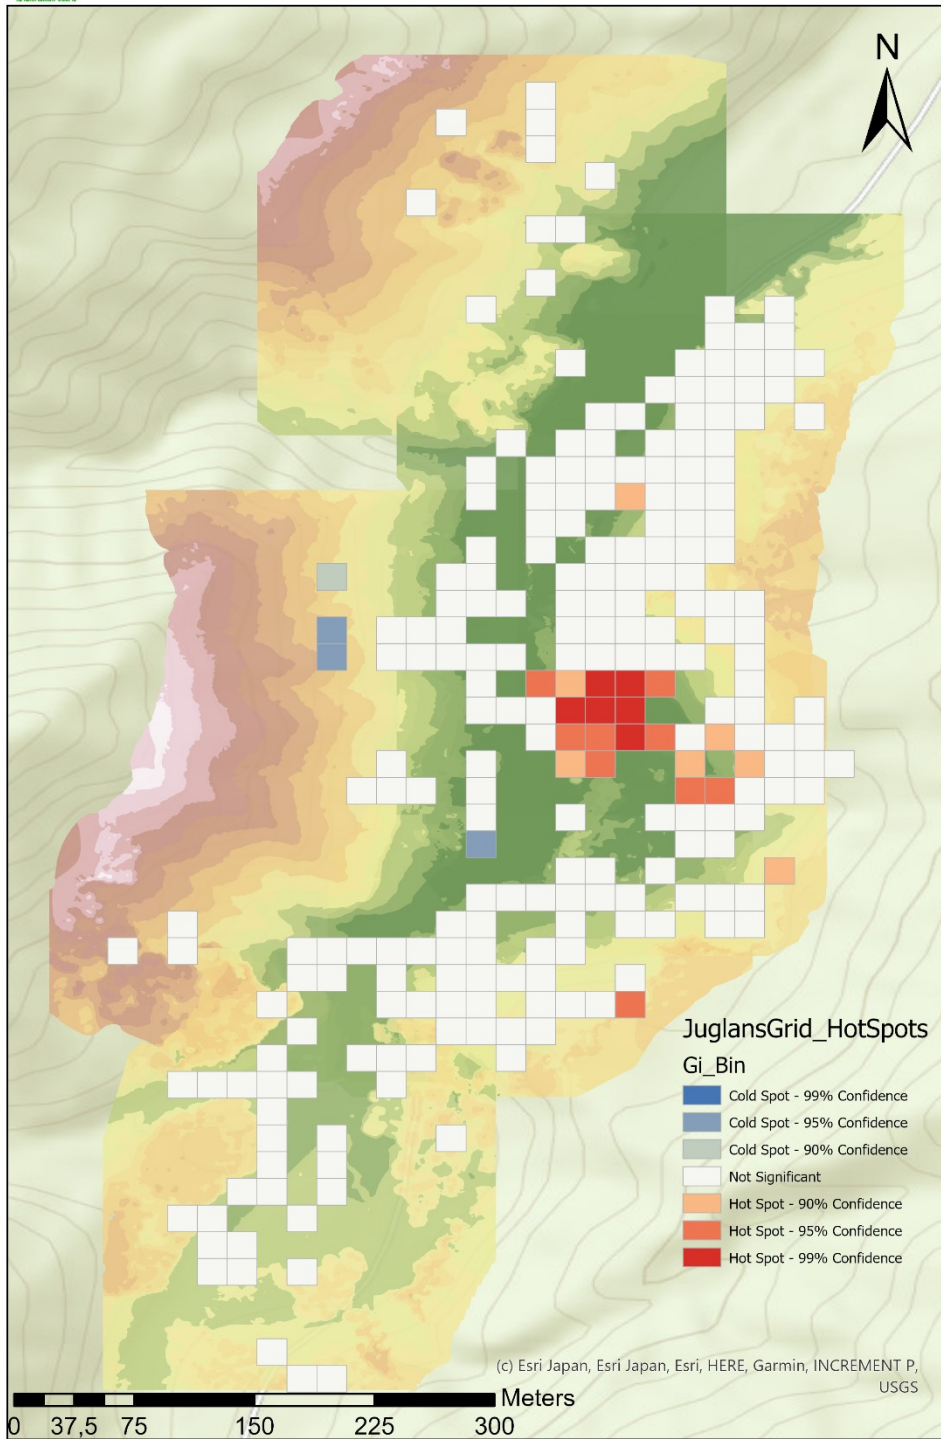 N
JuglansGrid_HotSpots
Gi_Bin
Cold Spot - 99% Confidence
Cold Spot - 95% Confidence
Cold Spot - 90% Confidence
Not Significant
Hot Spot - 90% Confidence
Hot Spot - 95% Confidence
Hot Spot - 99% Confidence
(c) Esri Japan, Esri Japan, Esri, HERE, Garmin, INCREMENT P,
USGS
Meters
0 37,5 75 150 225 300